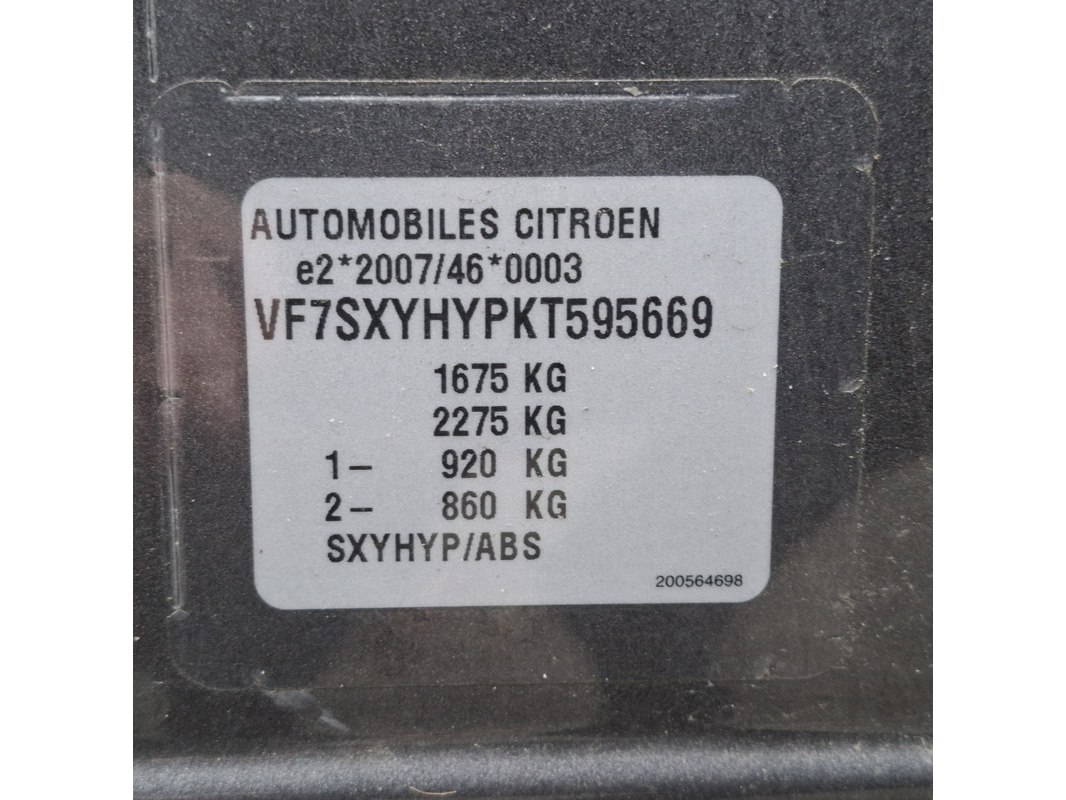 AUTOMOBILES CITROEN
e2*2007/46*0003
VF7SXYHYPKT595669
1675 KG
2275 KG
1- 920 KG
2- 860 KG
SXYHYP/ABS
200564698